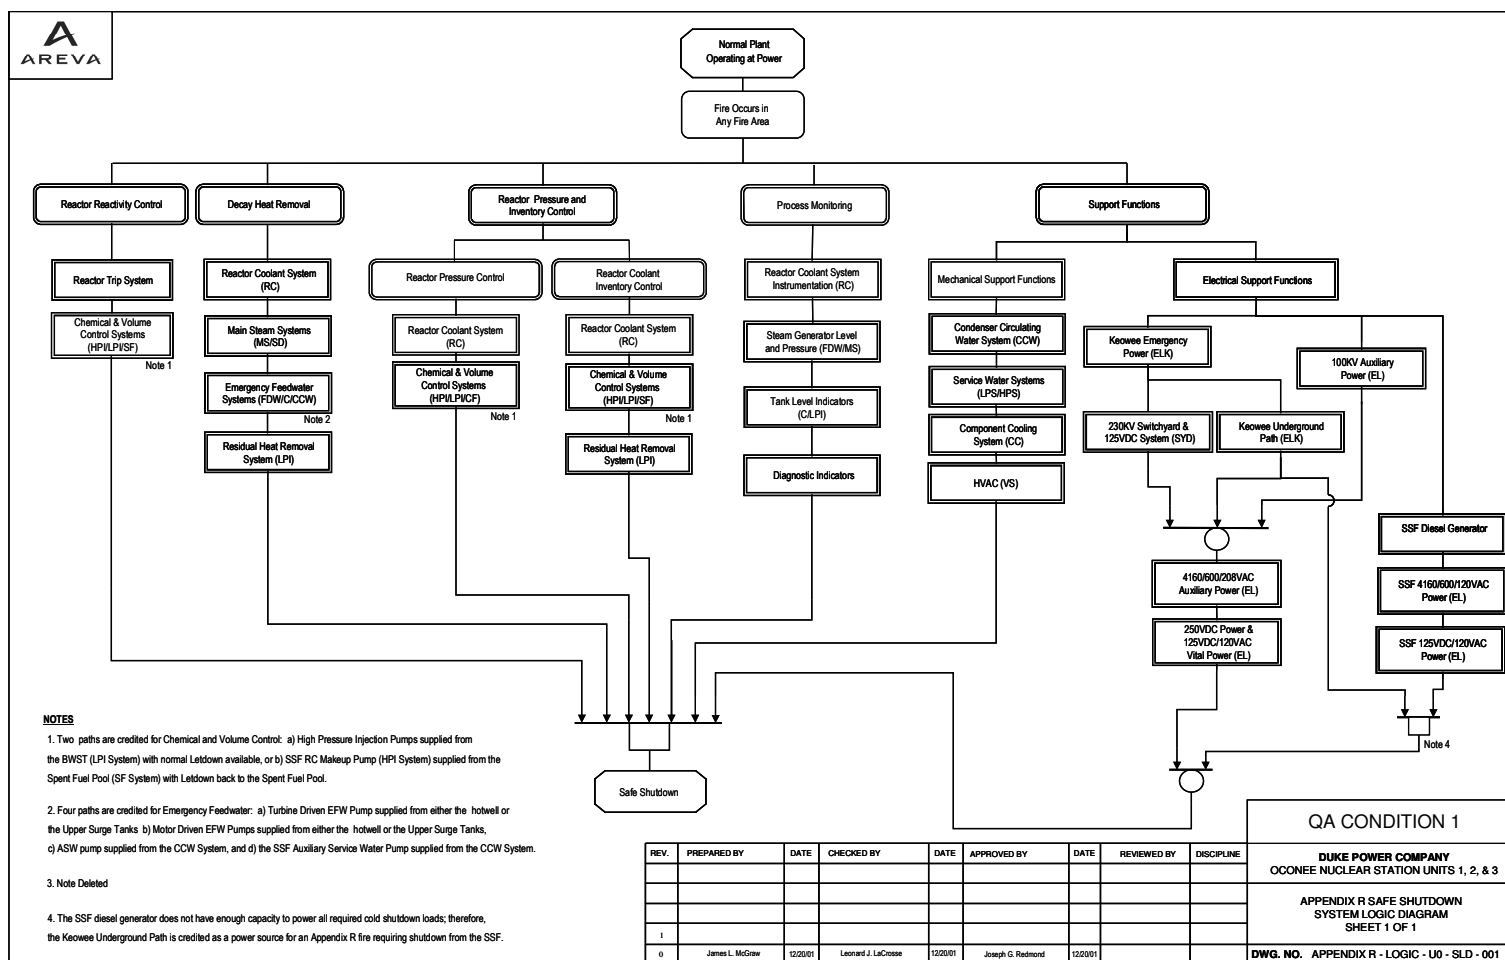 AREVA
Normal Plant
Operating at Power
Fire Occurs in
Any Fire Area
Reactor Reactivity Control
Decay Heat Removal
Reactor Pressure and
Inventory Control
Process Monitoring
Support Functions
Reactor Trip System
Chemical & Volume
Control Systems
(HPI/LPI/SF)
Note 1
Reactor Coolant System
(RC)
Main Steam Systems
(MS/SD)
Emergency Feedwater
Systems (FDW/C/CCW)
Note 2
Residual Heat Removal
System (LPI)
Reactor Pressure Control
Reactor Coolant System
(RC)
Chemical & Volume
Control Systems
(HPI/LPI/CF)
Note 1
Reactor Coolant
Inventory Control
Reactor Coolant System
(RC)
Chemical & Volume
Control Systems
(HPI/LPI/SF)
Note 1
Residual Heat Removal
System (LPI)
Reactor Coolant System
Instrumentation (RC)
Steam Generator Level
and Pressure (FDW/MS)
Tank Level Indicators
(C/LPI)
Diagnostic Indicators
Mechanical Support Functions
Condenser Circulating
Water System (CCW)
Service Water Systems
(LPS/HPS)
Component Cooling
System (CC)
HVAC (VS)
Electrical Support Functions
Keowee Emergency
Power (ELK)
100KV Auxiliary
Power (EL)
230KV Switchyard &
125VDC System (SYD)
Keowee Underground
Path (ELK)
4160/600/208VAC
Auxiliary Power (EL)
250VDC Power &
125VDC/120VAC
Vital Power (EL)
SSF Diesel Generator
SSF 4160/600/120VAC
Power (EL)
SSF 125VDC/120VAC
Power (EL)
Note 4
Safe Shutdown
NOTES
1. Two paths are credited for Chemical and Volume Control: a) High Pressure Injection Pumps supplied from
the BWST (LPI System) with normal Letdown available, or b) SSF RC Makeup Pump (HPI System) supplied from the
Spent Fuel Pool (SF System) with Letdown back to the Spent Fuel Pool.
2. Four paths are credited for Emergency Feedwater: a) Turbine Driven EFW Pump supplied from either the hotwell or
the Upper Surge Tanks b) Motor Driven EFW Pumps supplied from either the hotwell or the Upper Surge Tanks,
c) ASW pump supplied from the CCW System, and d) the SSF Auxiliary Service Water Pump supplied from the CCW System.
3. Note Deleted
4. The SSF diesel generator does not have enough capacity to power all required cold shutdown loads; therefore,
the Keowee Underground Path is credited as a power source for an Appendix R fire requiring shutdown from the SSF.
REV. PREPARED BY DATE CHECKED BY DATE APPROVED BY DATE REVIEWED BY DISCIPLINE
1
0 James L. McGraw 12/20/01 Leonard J. LaCrosse 12/20/01 Joseph G. Redmond 12/20/01
QA CONDITION 1
DUKE POWER COMPANY
OCONEE NUCLEAR STATION UNITS 1, 2, & 3
APPENDIX R SAFE SHUTDOWN
SYSTEM LOGIC DIAGRAM
SHEET 1 OF 1
DWG. NO. APPENDIX R - LOGIC - U0 - SLD - 001